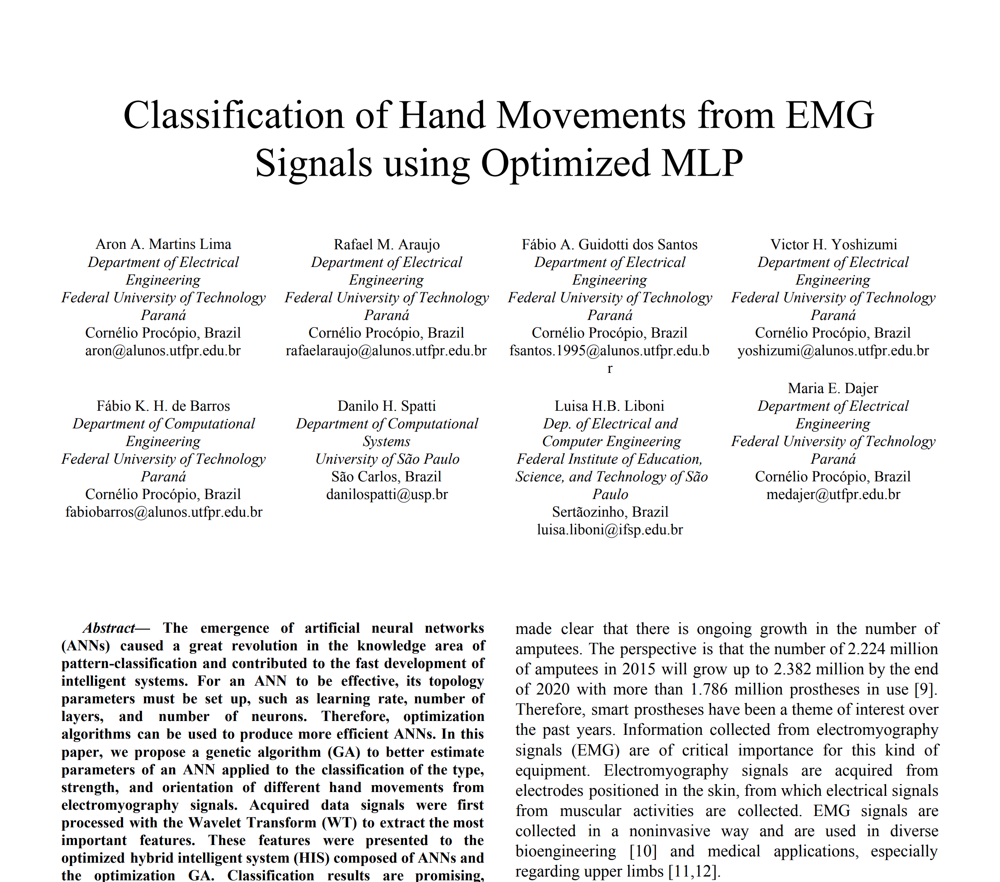 Classification of Hand Movements from EMG
Signals using Optimized MLP
Aron A. Martins Lima
Department of Electrical
Engineering
Federal University of Technology
Paraná
Cornélio Procópio, Brazil
aron@alunos.utfpr.edu.br
Rafael M. Araujo
Department of Electrical
Engineering
Federal University of Technology
Paraná
Cornélio Procópio, Brazil
rafaelaraujo@alunos.utfpr.edu.br
Fábio A. Guidotti dos Santos
Department of Electrical
Engineering
Federal University of Technology
Paraná
Cornélio Procópio, Brazil
fsantos.1995@alunos.utfpr.edu.b
r
Victor H. Yoshizumi
Department of Electrical
Engineering
Federal University of Technology
Paraná
Cornélio Procópio, Brazil
yoshizumi@alunos.utfpr.edu.br
Fábio K. H. de Barros
Department of Computational
Engineering
Federal University of Technology
Paraná
Cornélio Procópio, Brazil
fabiobarros@alunos.utfpr.edu.br
Danilo H. Spatti
Department of Computational
Systems
University of São Paulo
São Carlos, Brazil
danilospatti@usp.br
Luisa H.B. Liboni
Dep. of Electrical and
Computer Engineering
Federal Institute of Education,
Science, and Technology of São
Paulo
Sertãozinho, Brazil
luisa.liboni@ifsp.edu.br
Maria E. Dajer
Department of Electrical
Engineering
Federal University of Technology
Paraná
Cornélio Procópio, Brazil
medajer@utfpr.edu.br
Abstract— The emergence of artificial neural networks
(ANNs) caused a great revolution in the knowledge area of
pattern-classification and contributed to the fast development of
intelligent systems. For an ANN to be effective, its topology
parameters must be set up, such as learning rate, number of
layers, and number of neurons. Therefore, optimization
algorithms can be used to produce more efficient ANNs. In this
paper, we propose a genetic algorithm (GA) to better estimate
parameters of an ANN applied to the classification of the type,
strength, and orientation of different hand movements from
electromyography signals. Acquired data signals were first
processed with the Wavelet Transform (WT) to extract the most
important features. These features were presented to the
optimized hybrid intelligent system (HIS) composed of ANNs and
the optimization GA. Classification results are promising,
made clear that there is ongoing growth in the number of
amputees. The perspective is that the number of 2.224 million
of amputees in 2015 will grow up to 2.382 million by the end
of 2020 with more than 1.786 million prostheses in use [9].
Therefore, smart prostheses have been a theme of interest over
the past years. Information collected from electromyography
signals (EMG) are of critical importance for this kind of
equipment. Electromyography signals are acquired from
electrodes positioned in the skin, from which electrical signals
from muscular activities are collected. EMG signals are
collected in a noninvasive way and are used in diverse
bioengineering [10] and medical applications, especially
regarding upper limbs [11,12].